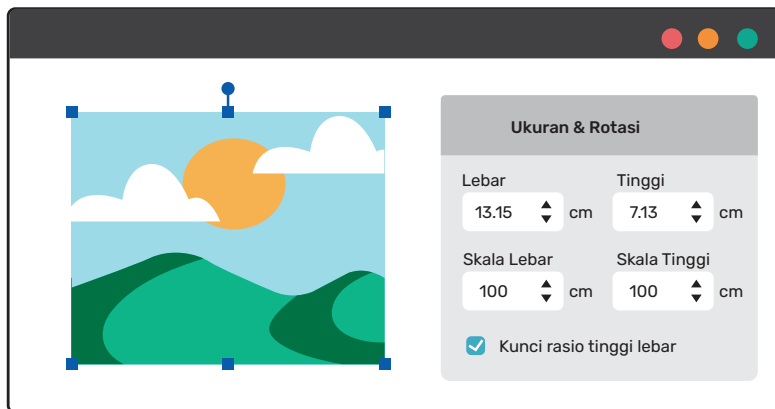 Ukuran & Rotasi
Lebar Tinggi
13.15 cm 7.13 cm
Skala Lebar Skala Tinggi
100 cm 100 cm
Kunci rasio tinggi lebar